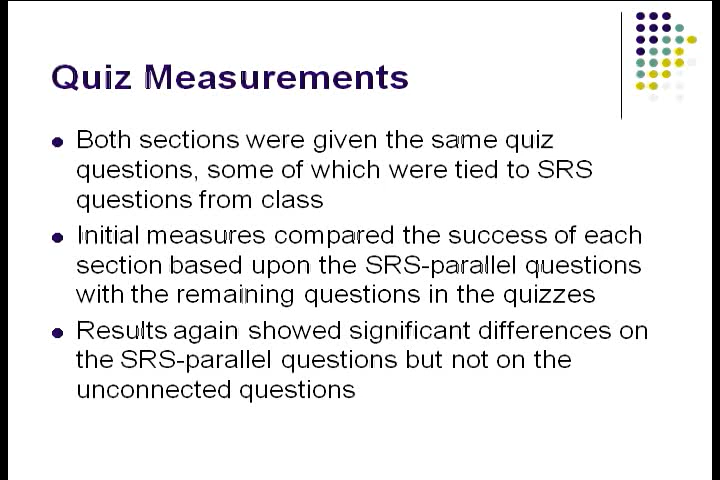 Quiz Measurements
Both sections were given the same quiz
questions, some of which were tied to SRS
questions from class
Initial measures compared the success of each
section based upon the SRS-parallel questions
with the remaining questions in the quizzes
Results again showed significant differences on
the SRS-parallel questions but not on the
unconnected questions